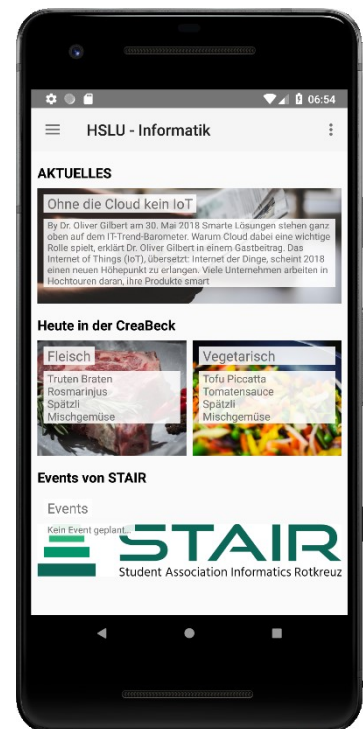 06:54
HSLU - Informatik
AKTUELLES
Ohne die Cloud kein IoT
By Dr. Oliver Gilbert am 30. Mai 2018 Smarte Lösungen stehen ganz
oben auf dem IT-Trend-Barometer. Warum Cloud dabei eine wichtige
Rolle spielt, erklärt Dr. Oliver Gilbert in einem Gastbeitrag. Das
Internet of Things (IoT), übersetzt: Internet der Dinge, scheint 2018
einen neuen Höhepunkt zu erlangen. Viele Unternehmen arbeiten in
Hochtouren daran, ihre Produkte smart
Heute in der CreaBeck
Fleisch
Truten Braten
Rosmarinjus
Spätzli
Mischgemüse
Vegetarisch
Tofu Piccatta
Tomatensauce
Spätzli
Mischgemüse
Events von STAIR
Events
Kein Event geplant...
STAIR
Student Association Informatics Rotkreuz